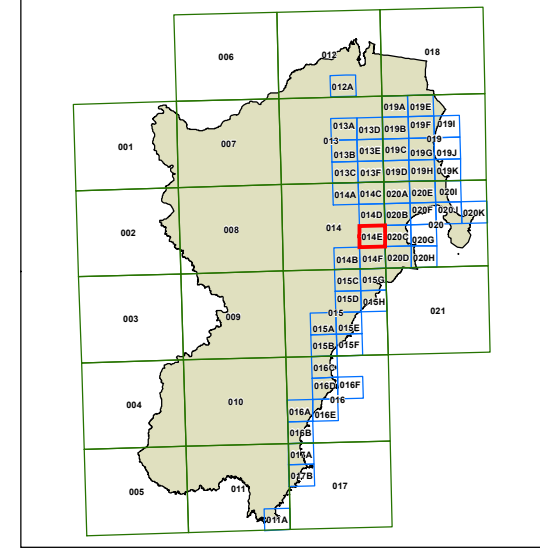 018
012
006
012A
019A 019E
013A 013D 019B 019F 019I
013 019
001 007
013B 013E 019C 019G 019J
013C 013F 019D 019H 019K
014A 014C 020A 020E 020I
014D 020B 020F 020J 020K
002 008 014 020
014E 020C 020G
014B 014F 020D 020H
015C 015G
015D 015H
003 009 015 021
015A 015E
015B 015F
016C
016D 016F
004 010 016
016A 016E
016B
017A
017B
005 011 017
011A